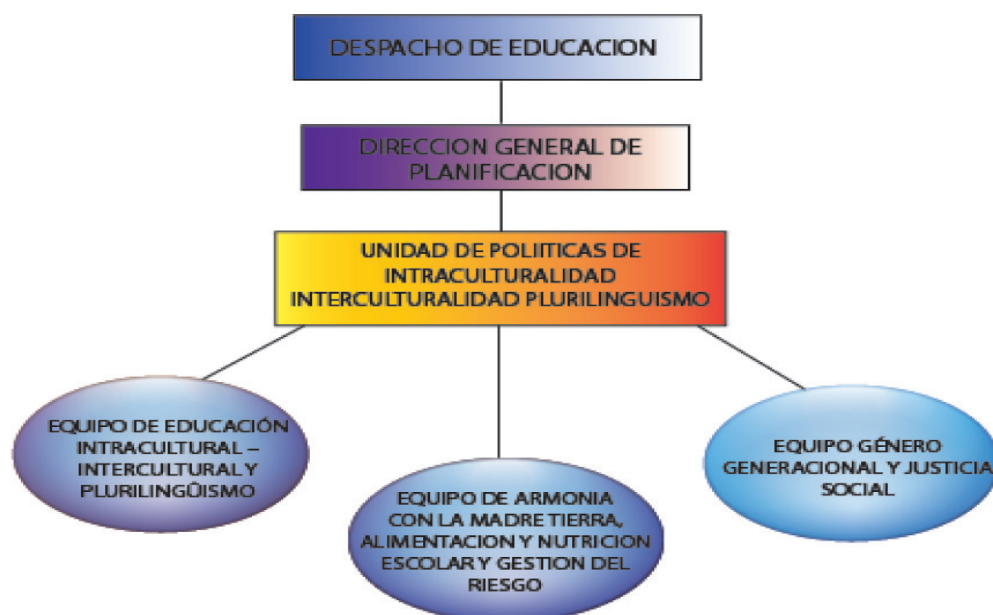 DESPACHO DE EDUCACION
DIRECCION GENERAL DE
PLANIFICACION
UNIDAD DE POLIITICAS DE
INTRACULTURALIDAD
INTERCULTURALIDAD PLURILINGUISMO
EQUIPO DE EDUCACIÓN
INTRACULTURAL –
INTERCULTURAL Y
PLURILINGÜISMO
EQUIPO DE ARMONIA
CON LA MADRE TIERRA,
ALIMENTACION Y NUTRICION
ESCOLAR Y GESTION DEL
RIESGO
EQUIPO GÉNERO
GENERACIONAL Y JUSTICIA
SOCIAL